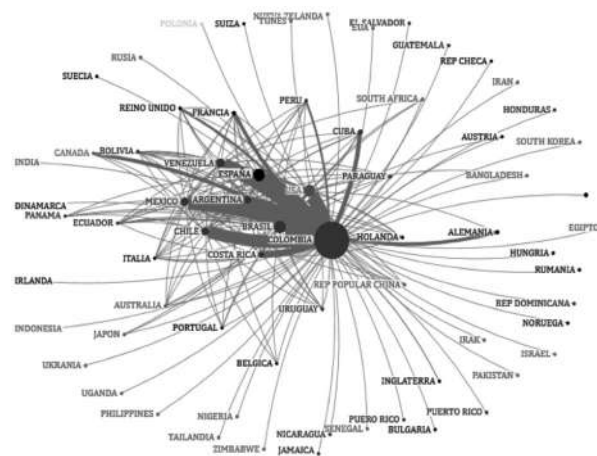 POLONIA
SUIZA
NUEVA ZELANDA
TUNES
EL SALVADOR
EUA
GUATEMALA
REP CHECA
RUSIA
SUECIA
IRAN
REINO UNIDO
FRANCIA
PERU
SOUTH AFRICA
HONDURAS
CUBA
AUSTRIA
SOUTH KOREA
CANADA
BOLIVIA
INDIA
VENEZUELA
ESPAÑA
PARAGUAY
BANGLADESH
DINAMARCA
MEXICO
ARGENTINA
PANAMA
ECUADOR
CHILE
BRASIL
COLOMBIA
HOLANDA
ALEMANIA
EGIPTO
ITALIA
COSTA RICA
HUNGRIA
RUMANIA
IRLANDA
REP POPULAR CHINA
AUSTRALIA
URUGUAY
REP DOMINICANA
INDONESIA
JAPON
PORTUGAL
NORUEGA
IRAK
ISRAEL
UKRANIA
BELGICA
PAKISTAN
INGLATERRA
UGANDA
PHILIPPINES
NIGERIA
PUERO RICO
PUERTO RICO
TAILANDIA
NICARAGUA
SENEGAL
BULGARIA
ZIMBABWE
JAMAICA